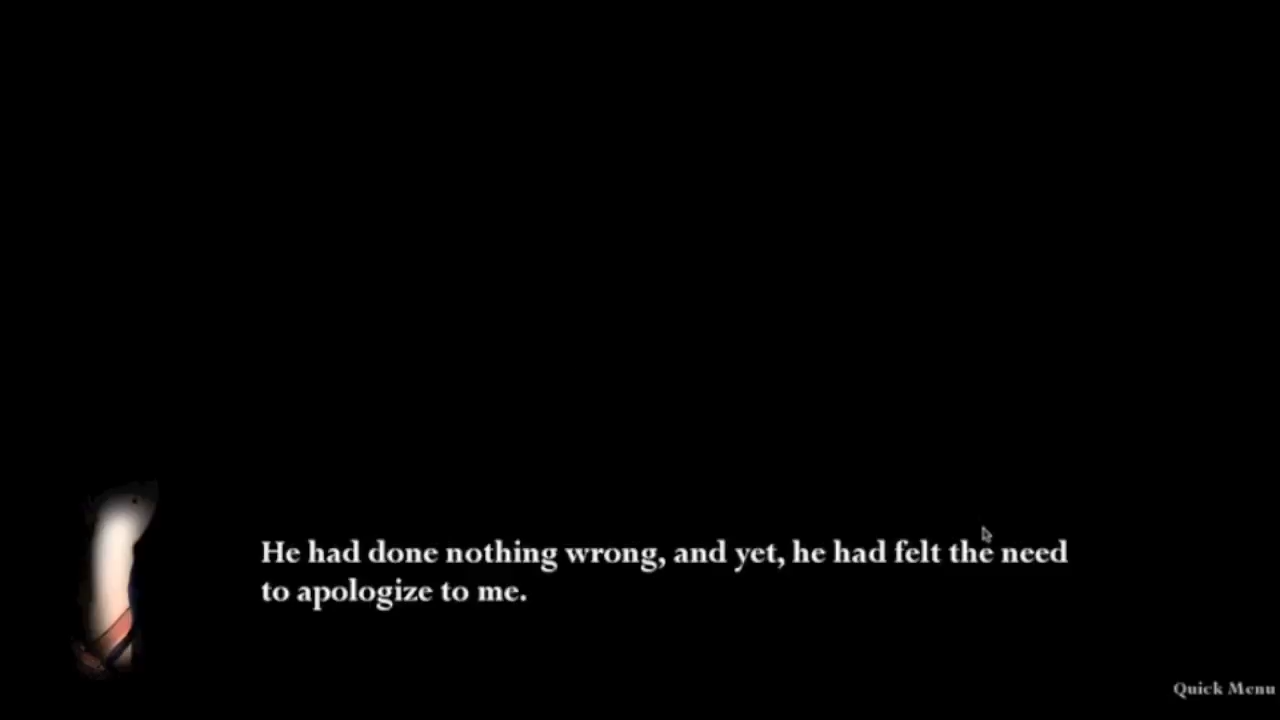 He had done nothing wrong, and yet, he had felt the need
to apologize to me.
Quick Menu